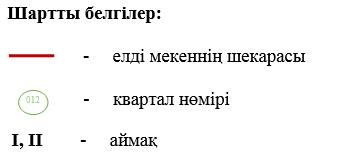 Шартты белгілер:
- елді мекеннің шекарасы
012 - квартал нөмірі
I, II - аймақ